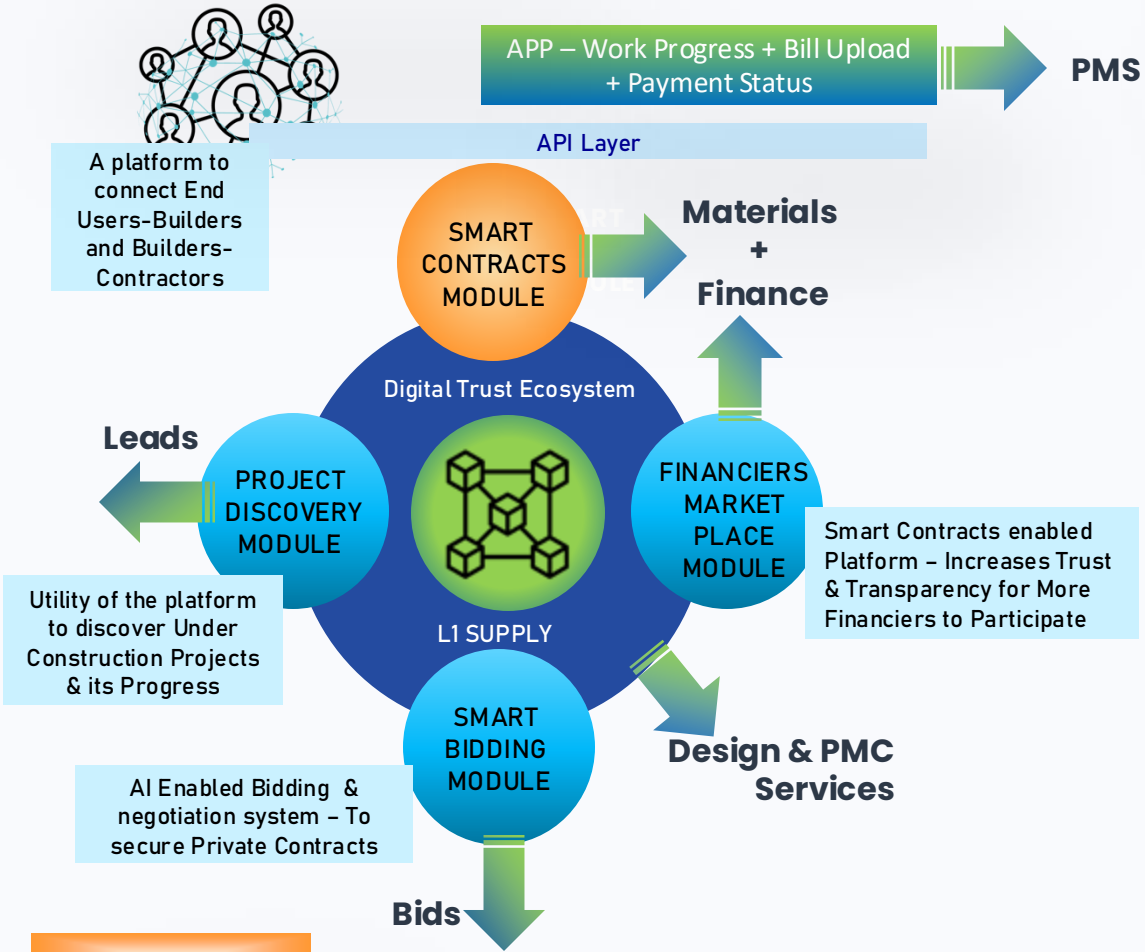 APP – Work Progress + Bill Upload
+ Payment Status
PMS
API Layer
A platform to
connect End
Users-Builders
and Builders-
Contractors
SMART
CONTRACTS
MODULE
Materials
+
Finance
Digital Trust Ecosystem
Leads
PROJECT
DISCOVERY
MODULE
FINANCIERS
MARKET
PLACE
MODULE
Smart Contracts enabled
Platform – Increases Trust
& Transparency for More
Financiers to Participate
Utility of the platform
to discover Under
Construction Projects
& its Progress
L1 SUPPLY
SMART
BIDDING
MODULE
Design & PMC
Services
AI Enabled Bidding &
negotiation system – To
secure Private Contracts
Bids